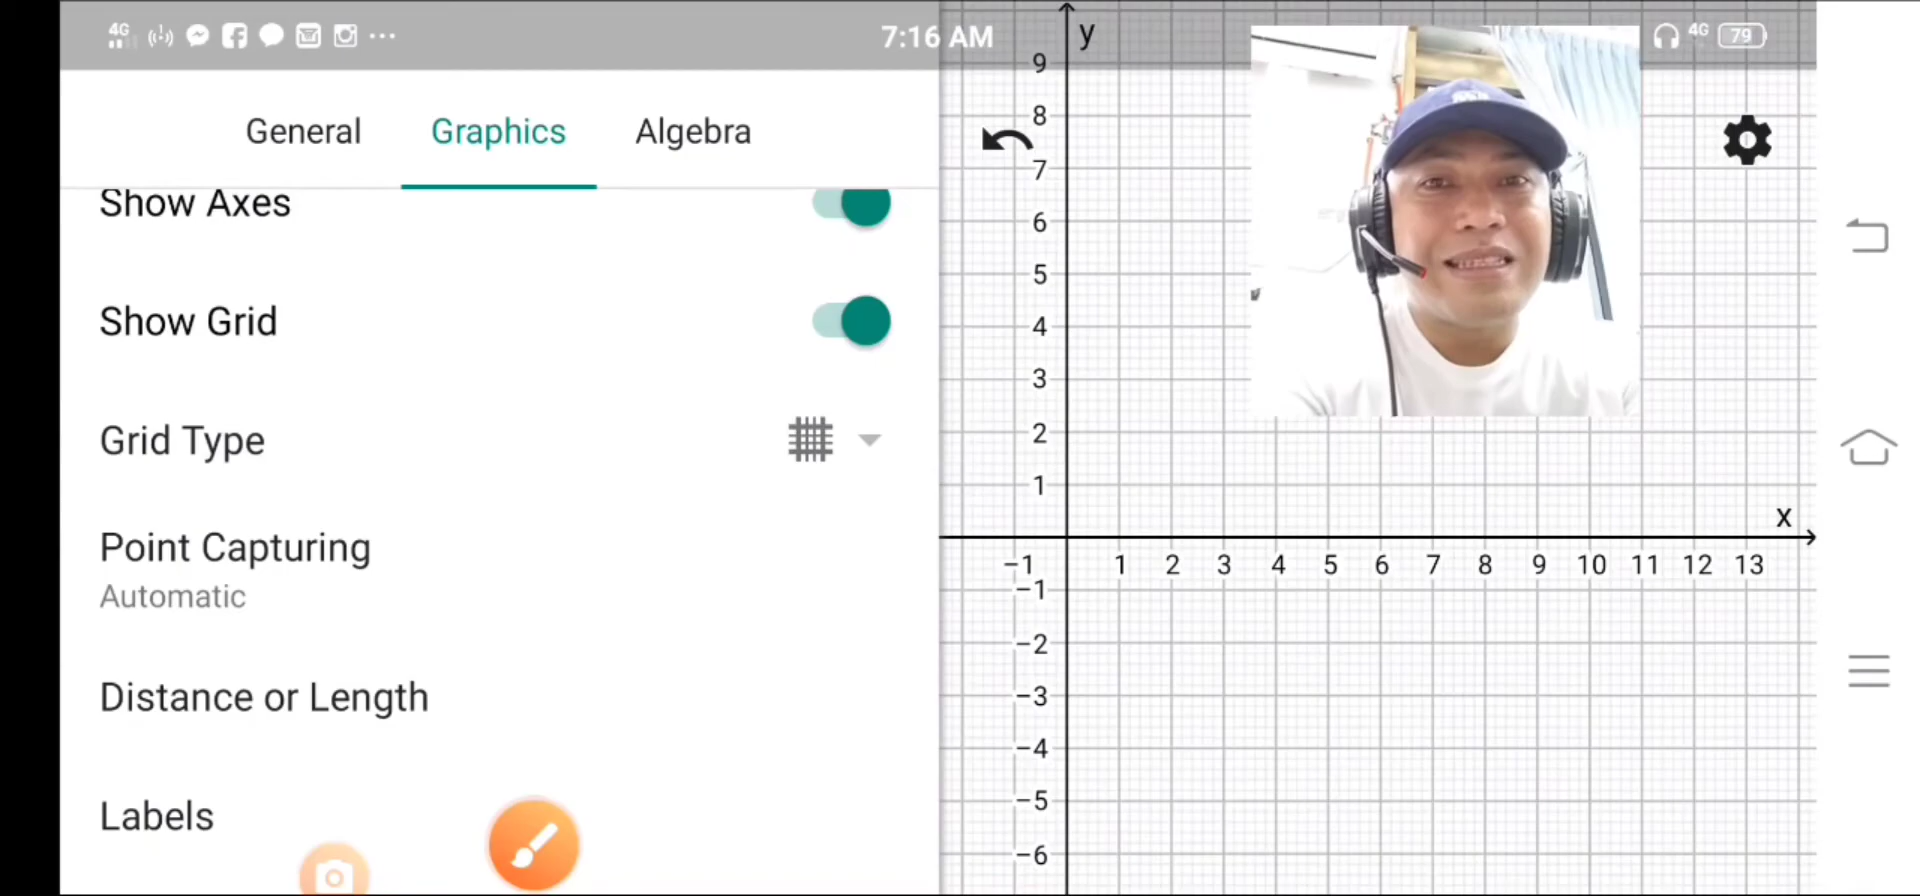 4G
7:16 AM
4G 79
General Graphics Algebra
Show Axes
Show Grid
Grid Type
Point Capturing
Automatic
Distance or Length
Labels
y
9
8
7
6
5
4
3
2
1
x
−1 1 2 3 4 5 6 7 8 9 10 11 12 13
−1
−2
−3
−4
−5
−6